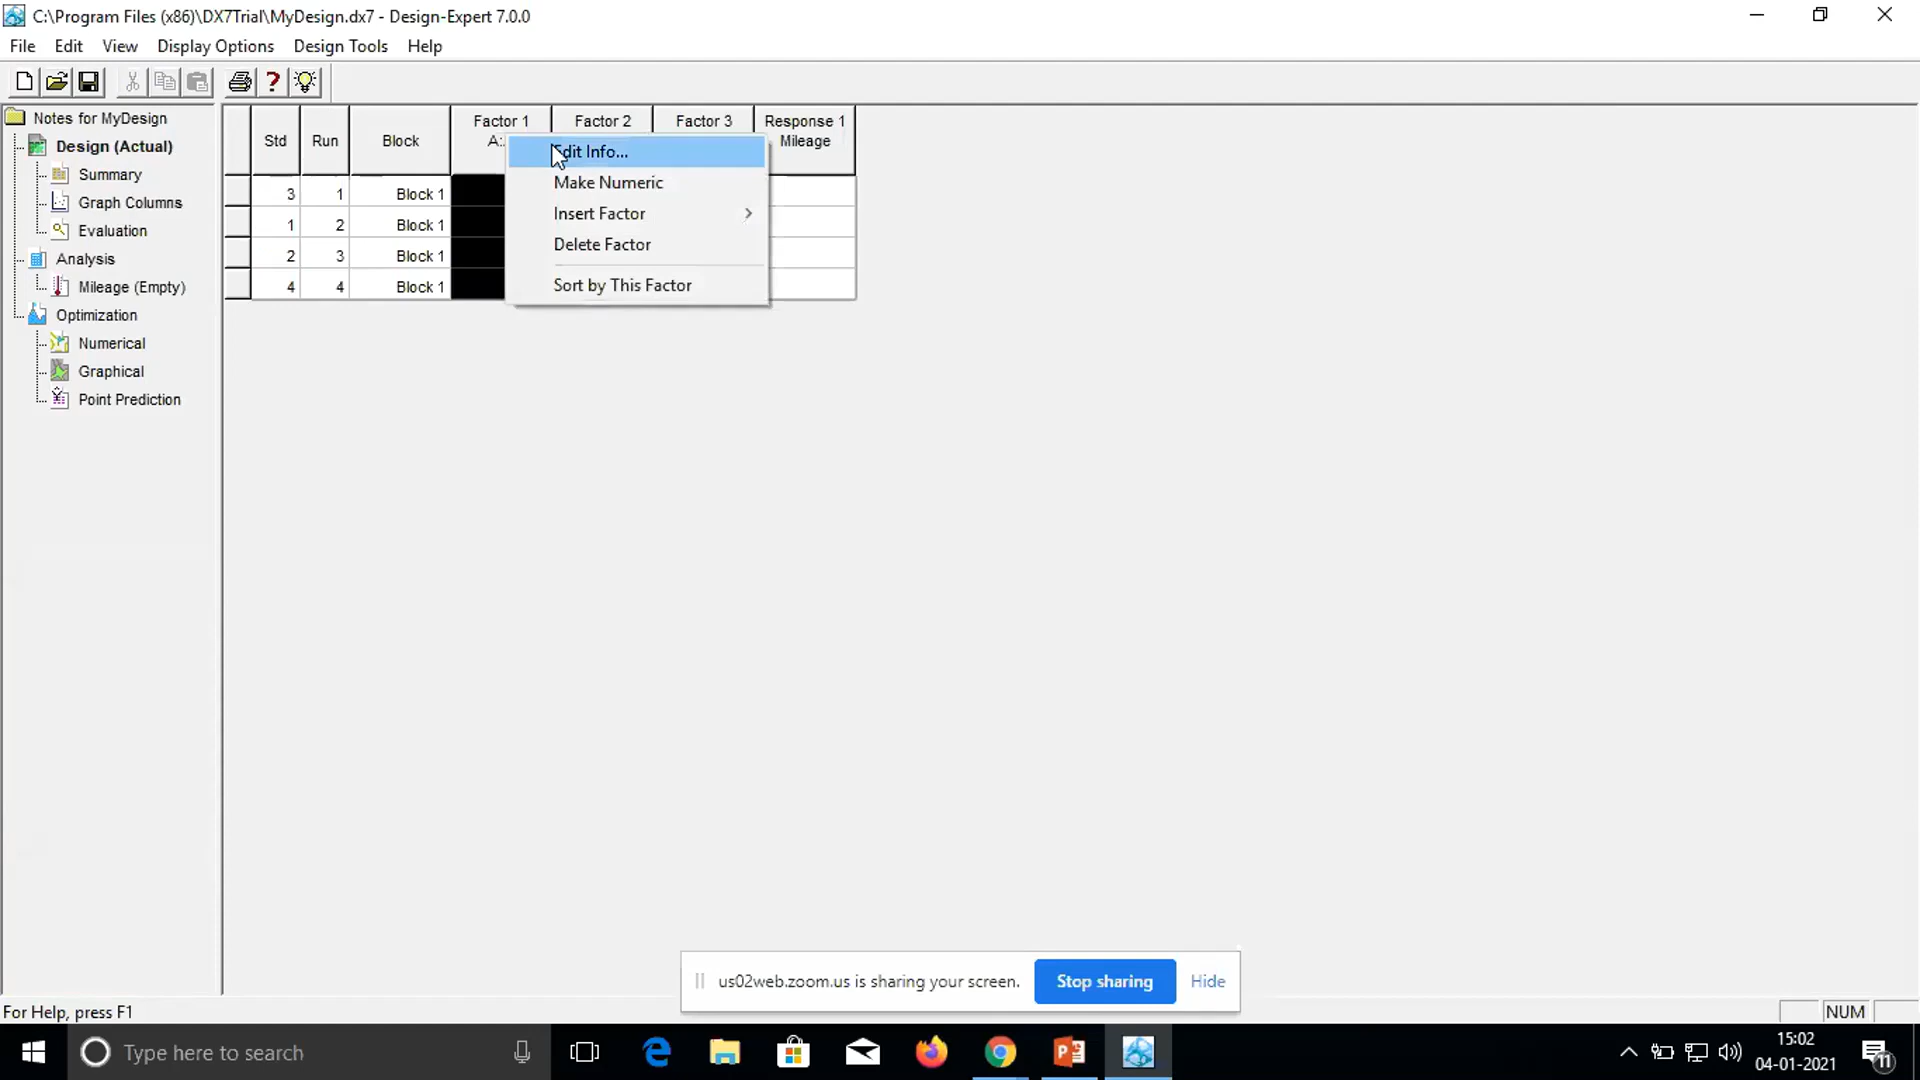 C:\Program Files (x86)\DX7Trial\MyDesign.dx7 - Design-Expert 7.0.0
File Edit View Display Options Design Tools Help
Notes for MyDesign
Design (Actual)
Summary
Graph Columns
Evaluation
Analysis
Mileage (Empty)
Optimization
Numerical
Graphical
Point Prediction
Std Run Block Factor 1 A: Factor 2 Factor 3 Response 1 Mileage
3 1 Block 1
1 2 Block 1
2 3 Block 1
4 4 Block 1
Edit Info...
Make Numeric
Insert Factor
Delete Factor
Sort by This Factor
us02web.zoom.us is sharing your screen. Stop sharing Hide
For Help, press F1
NUM
Type here to search
15:02
04-01-2021
11